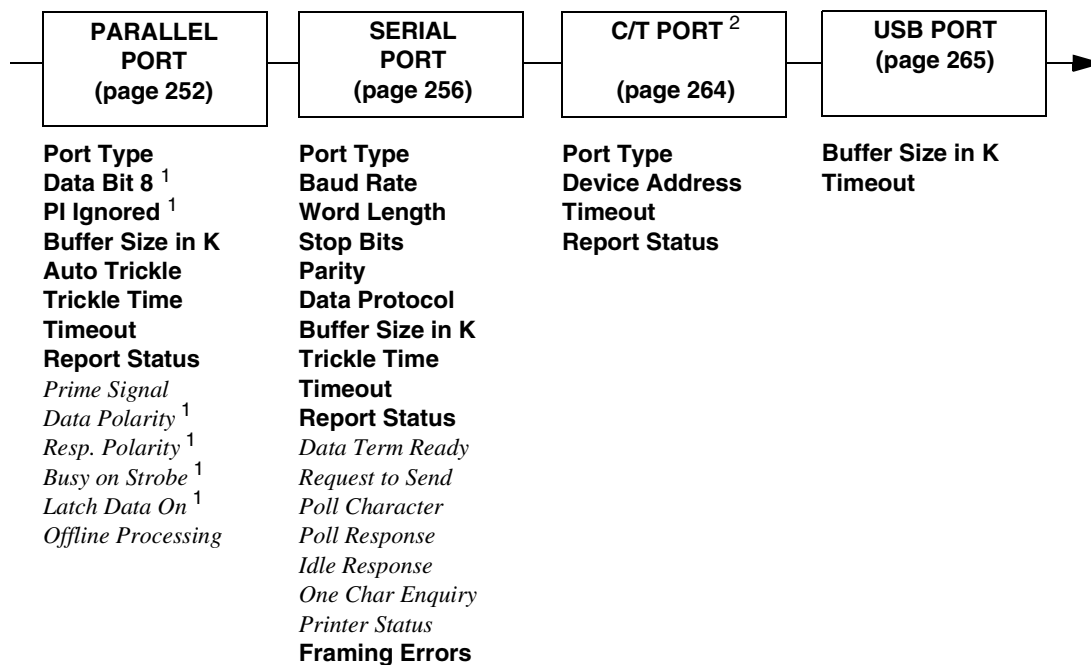 PARALLEL
PORT
(page 252)
Port Type
Data Bit 8 1
PI Ignored 1
Buffer Size in K
Auto Trickle
Trickle Time
Timeout
Report Status
Prime Signal
Data Polarity 1
Resp. Polarity 1
Busy on Strobe 1
Latch Data On 1
Offline Processing
SERIAL
PORT
(page 256)
Port Type
Baud Rate
Word Length
Stop Bits
Parity
Data Protocol
Buffer Size in K
Trickle Time
Timeout
Report Status
Data Term Ready
Request to Send
Poll Character
Poll Response
Idle Response
One Char Enquiry
Printer Status
Framing Errors
C/T PORT 2
(page 264)
Port Type
Device Address
Timeout
Report Status
USB PORT
(page 265)
Buffer Size in K
Timeout